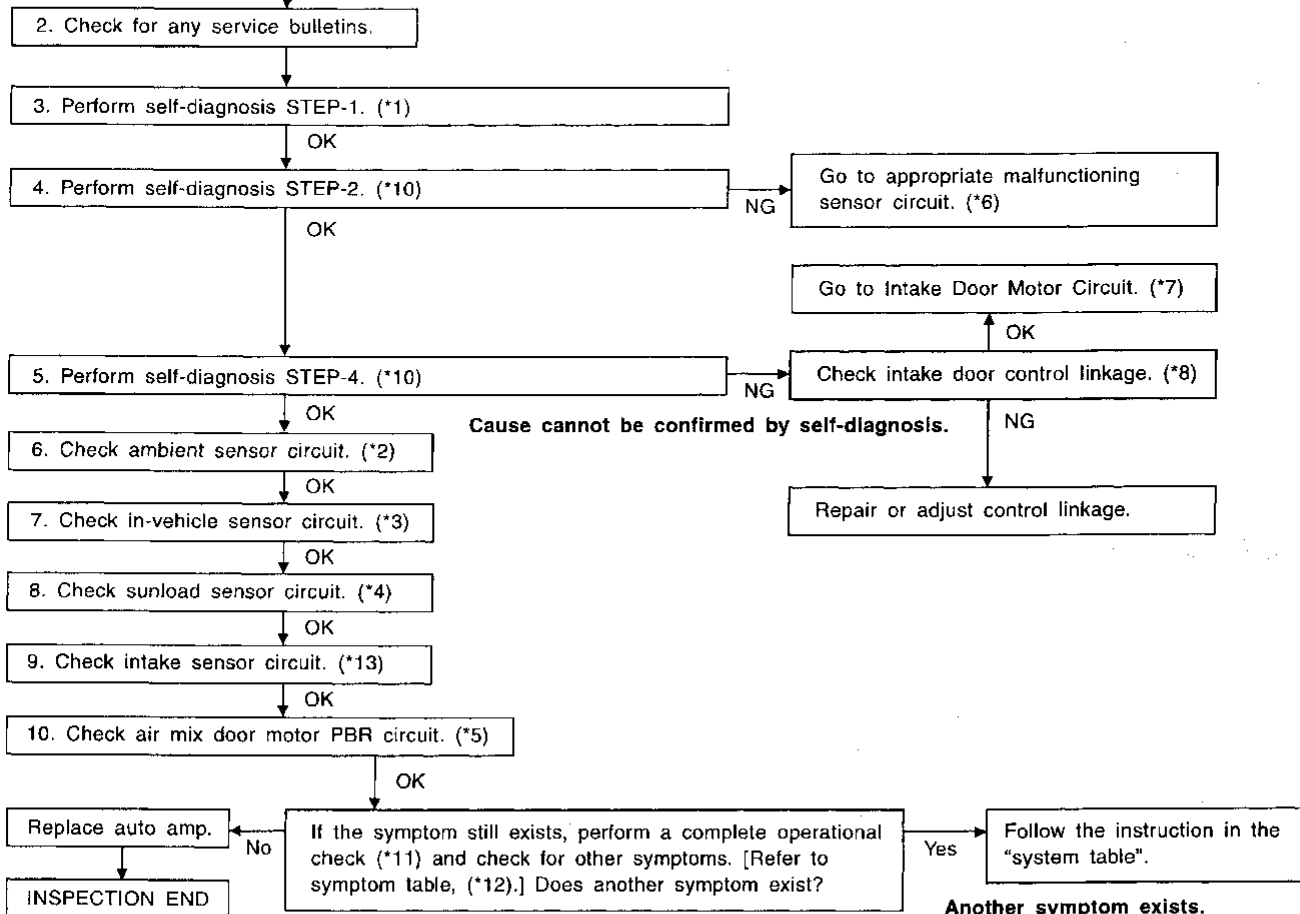 2. Check for any service bulletins.
3. Perform self-diagnosis STEP-1. (*1)
OK
4. Perform self-diagnosis STEP-2. (*10)
NG
Go to appropriate malfunctioning
sensor circuit. (*6)
OK
Go to Intake Door Motor Circuit. (*7)
OK
5. Perform self-diagnosis STEP-4. (*10)
NG
Check intake door control linkage. (*8)
OK
Cause cannot be confirmed by self-diagnosis.
NG
6. Check ambient sensor circuit. (*2)
OK
Repair or adjust control linkage.
7. Check in-vehicle sensor circuit. (*3)
OK
8. Check sunload sensor circuit. (*4)
OK
9. Check intake sensor circuit. (*13)
OK
10. Check air mix door motor PBR circuit. (*5)
OK
Replace auto amp.
No
If the symptom still exists, perform a complete operational
check (*11) and check for other symptoms. [Refer to
symptom table, (*12).] Does another symptom exist?
Yes
Follow the instruction in the
"system table".
INSPECTION END
Another symptom exists.